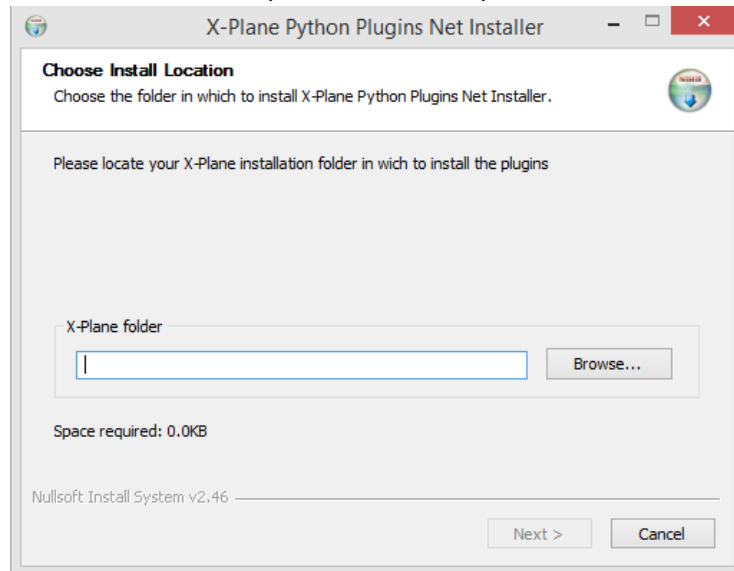 X-Plane Python Plugins Net Installer
Choose Install Location
Choose the folder in which to install X-Plane Python Plugins Net Installer.
Please locate your X-Plane installation folder in wich to install the plugins
X-Plane folder
Browse...
Space required: 0.0KB
Nullsoft Install System v2.46
Next >
Cancel